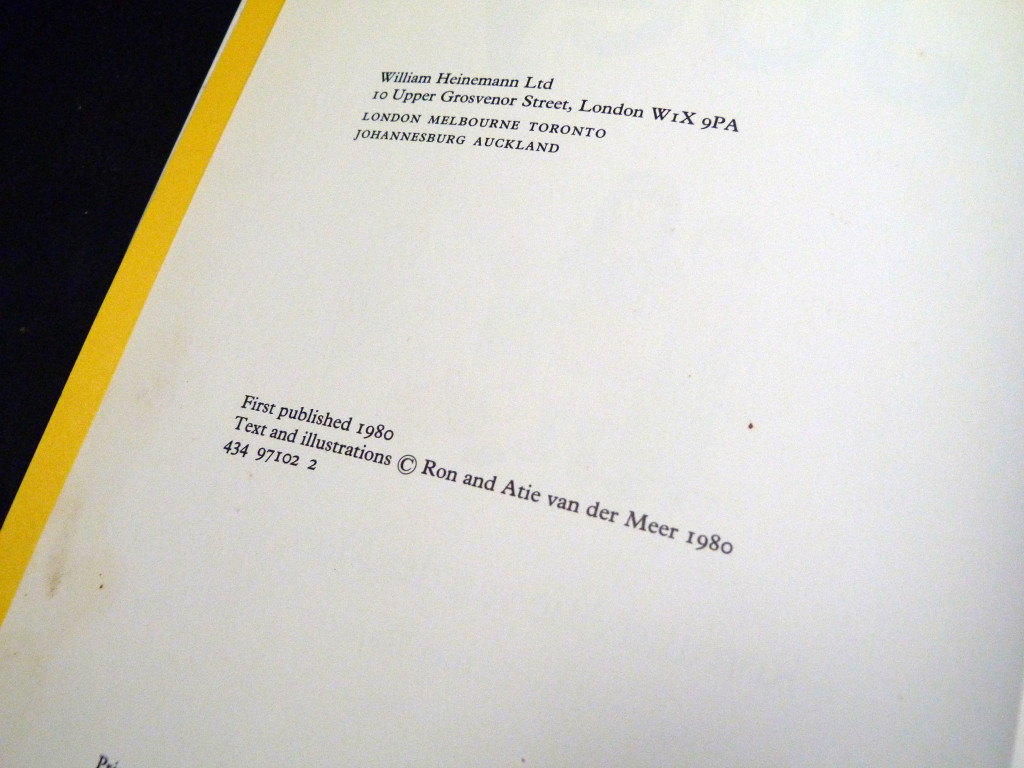 William Heinemann Ltd
10 Upper Grosvenor Street, London W1X 9PA
LONDON MELBOURNE TORONTO
JOHANNESBURG AUCKLAND
First published 1980
Text and illustrations © Ron and Atie van der Meer 1980
434 97102 2